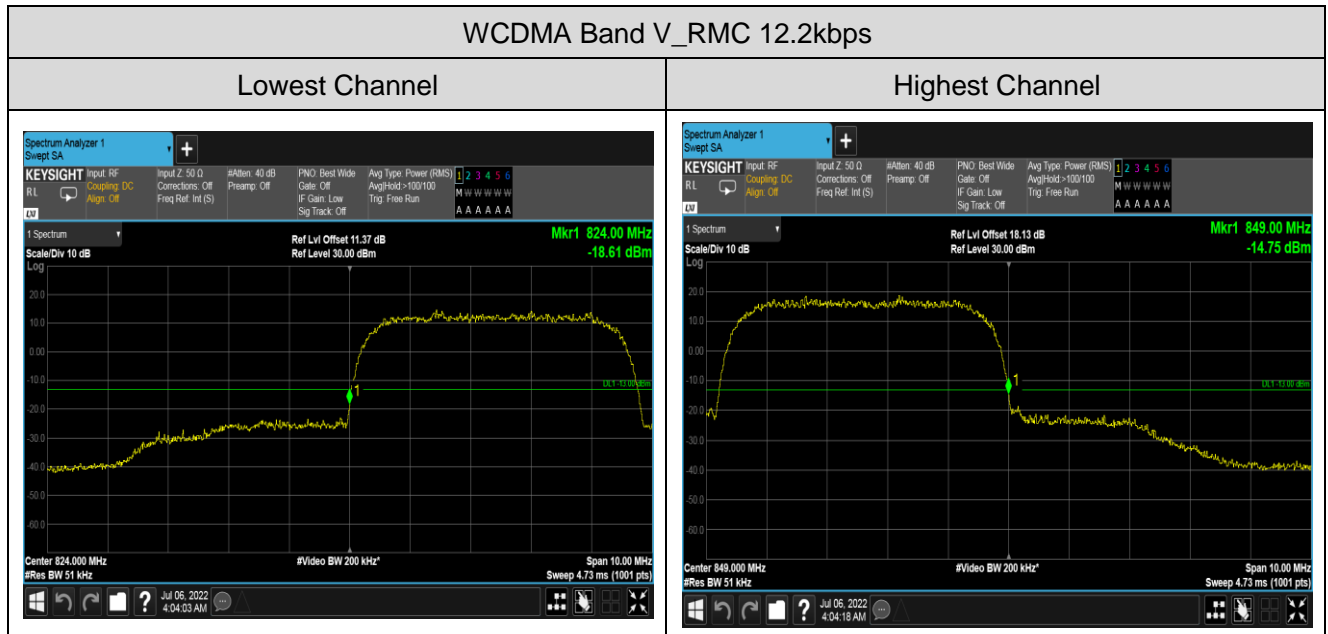 WCDMA Band V_RMC 12.2kbps
Lowest Channel
Highest Channel
Spectrum Analyzer 1
Swept SA
+
KEYSIGHT
RL
LXI
Input: RF
Coupling: DC
Align: Off
Input Z: 50 Ω
Corrections: Off
Freq Ref: Int (S)
#Atten: 40 dB
Preamp: Off
PNO: Best Wide
Gate: Off
IF Gain: Low
Sig Track: Off
Avg Type: Power (RMS)
Avg|Hold:>100/100
Trig: Free Run
1 2 3 4 5 6
M W W W W W
A A A A A A
1 Spectrum
Scale/Div 10 dB
Log
Ref Lvl Offset 11.37 dB
Ref Level 30.00 dBm
Mkr1 824.00 MHz
-18.61 dBm
20.0
10.0
0.00
-10.0
-20.0
-30.0
-40.0
-50.0
-60.0
1
DL1 -13.00 dBm
Center 824.000 MHz
#Res BW 51 kHz
#Video BW 200 kHz*
Span 10.00 MHz
Sweep 4.73 ms (1001 pts)
?
Jul 06, 2022
4:04:03 AM
Spectrum Analyzer 1
Swept SA
+
KEYSIGHT
RL
LXI
Input: RF
Coupling: DC
Align: Off
Input Z: 50 Ω
Corrections: Off
Freq Ref: Int (S)
#Atten: 40 dB
Preamp: Off
PNO: Best Wide
Gate: Off
IF Gain: Low
Sig Track: Off
Avg Type: Power (RMS)
Avg|Hold:>100/100
Trig: Free Run
1 2 3 4 5 6
M W W W W W
A A A A A A
1 Spectrum
Scale/Div 10 dB
Log
Ref Lvl Offset 18.13 dB
Ref Level 30.00 dBm
Mkr1 849.00 MHz
-14.75 dBm
20.0
10.0
0.00
-10.0
-20.0
-30.0
-40.0
-50.0
-60.0
1
DL1 -13.00 dBm
Center 849.000 MHz
#Res BW 51 kHz
#Video BW 200 kHz*
Span 10.00 MHz
Sweep 4.73 ms (1001 pts)
?
Jul 06, 2022
4:04:18 AM